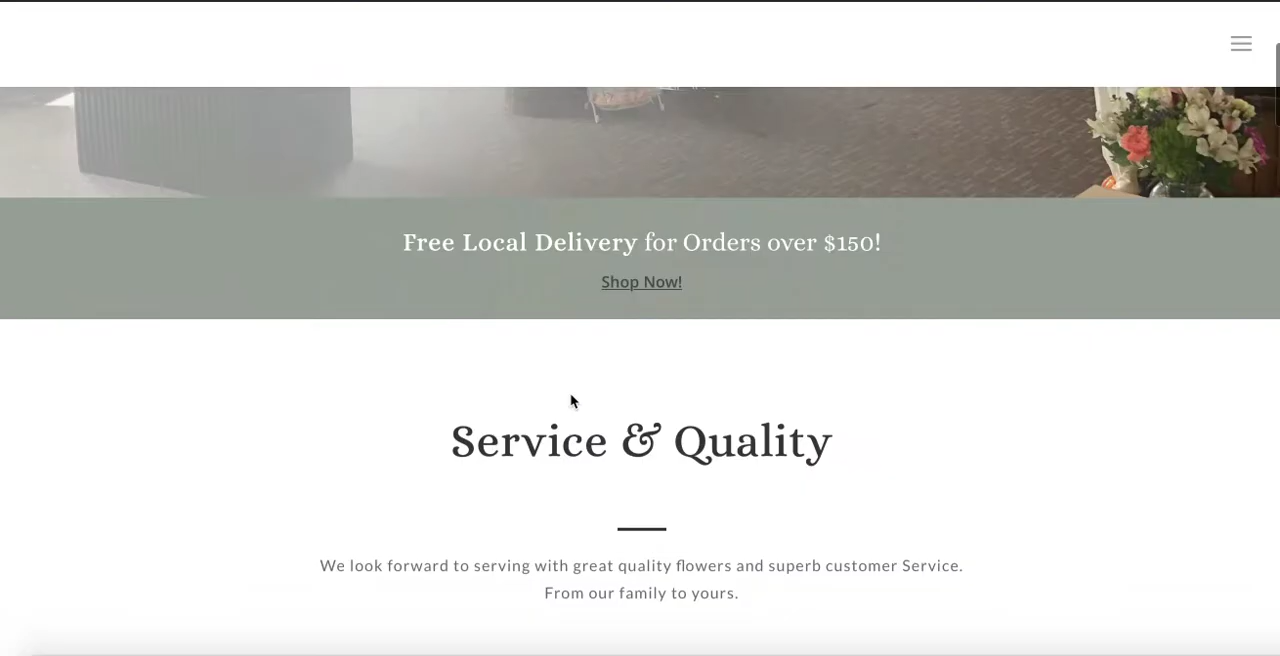 Free Local Delivery for Orders over $150!
Shop Now!
Service & Quality
We look forward to serving with great quality flowers and superb customer Service.
From our family to yours.